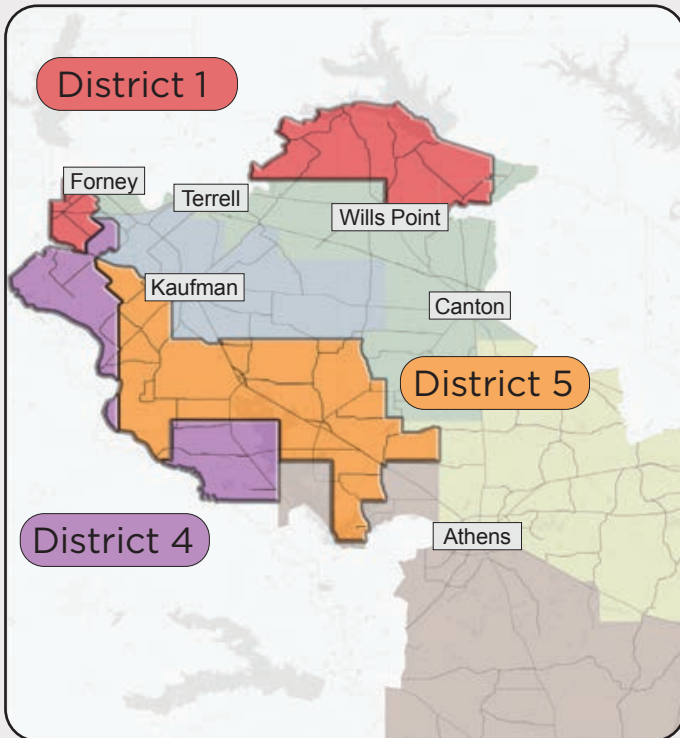 District 1
Forney
Terrell
Wills Point
Kaufman
Canton
District 5
District 4
Athens